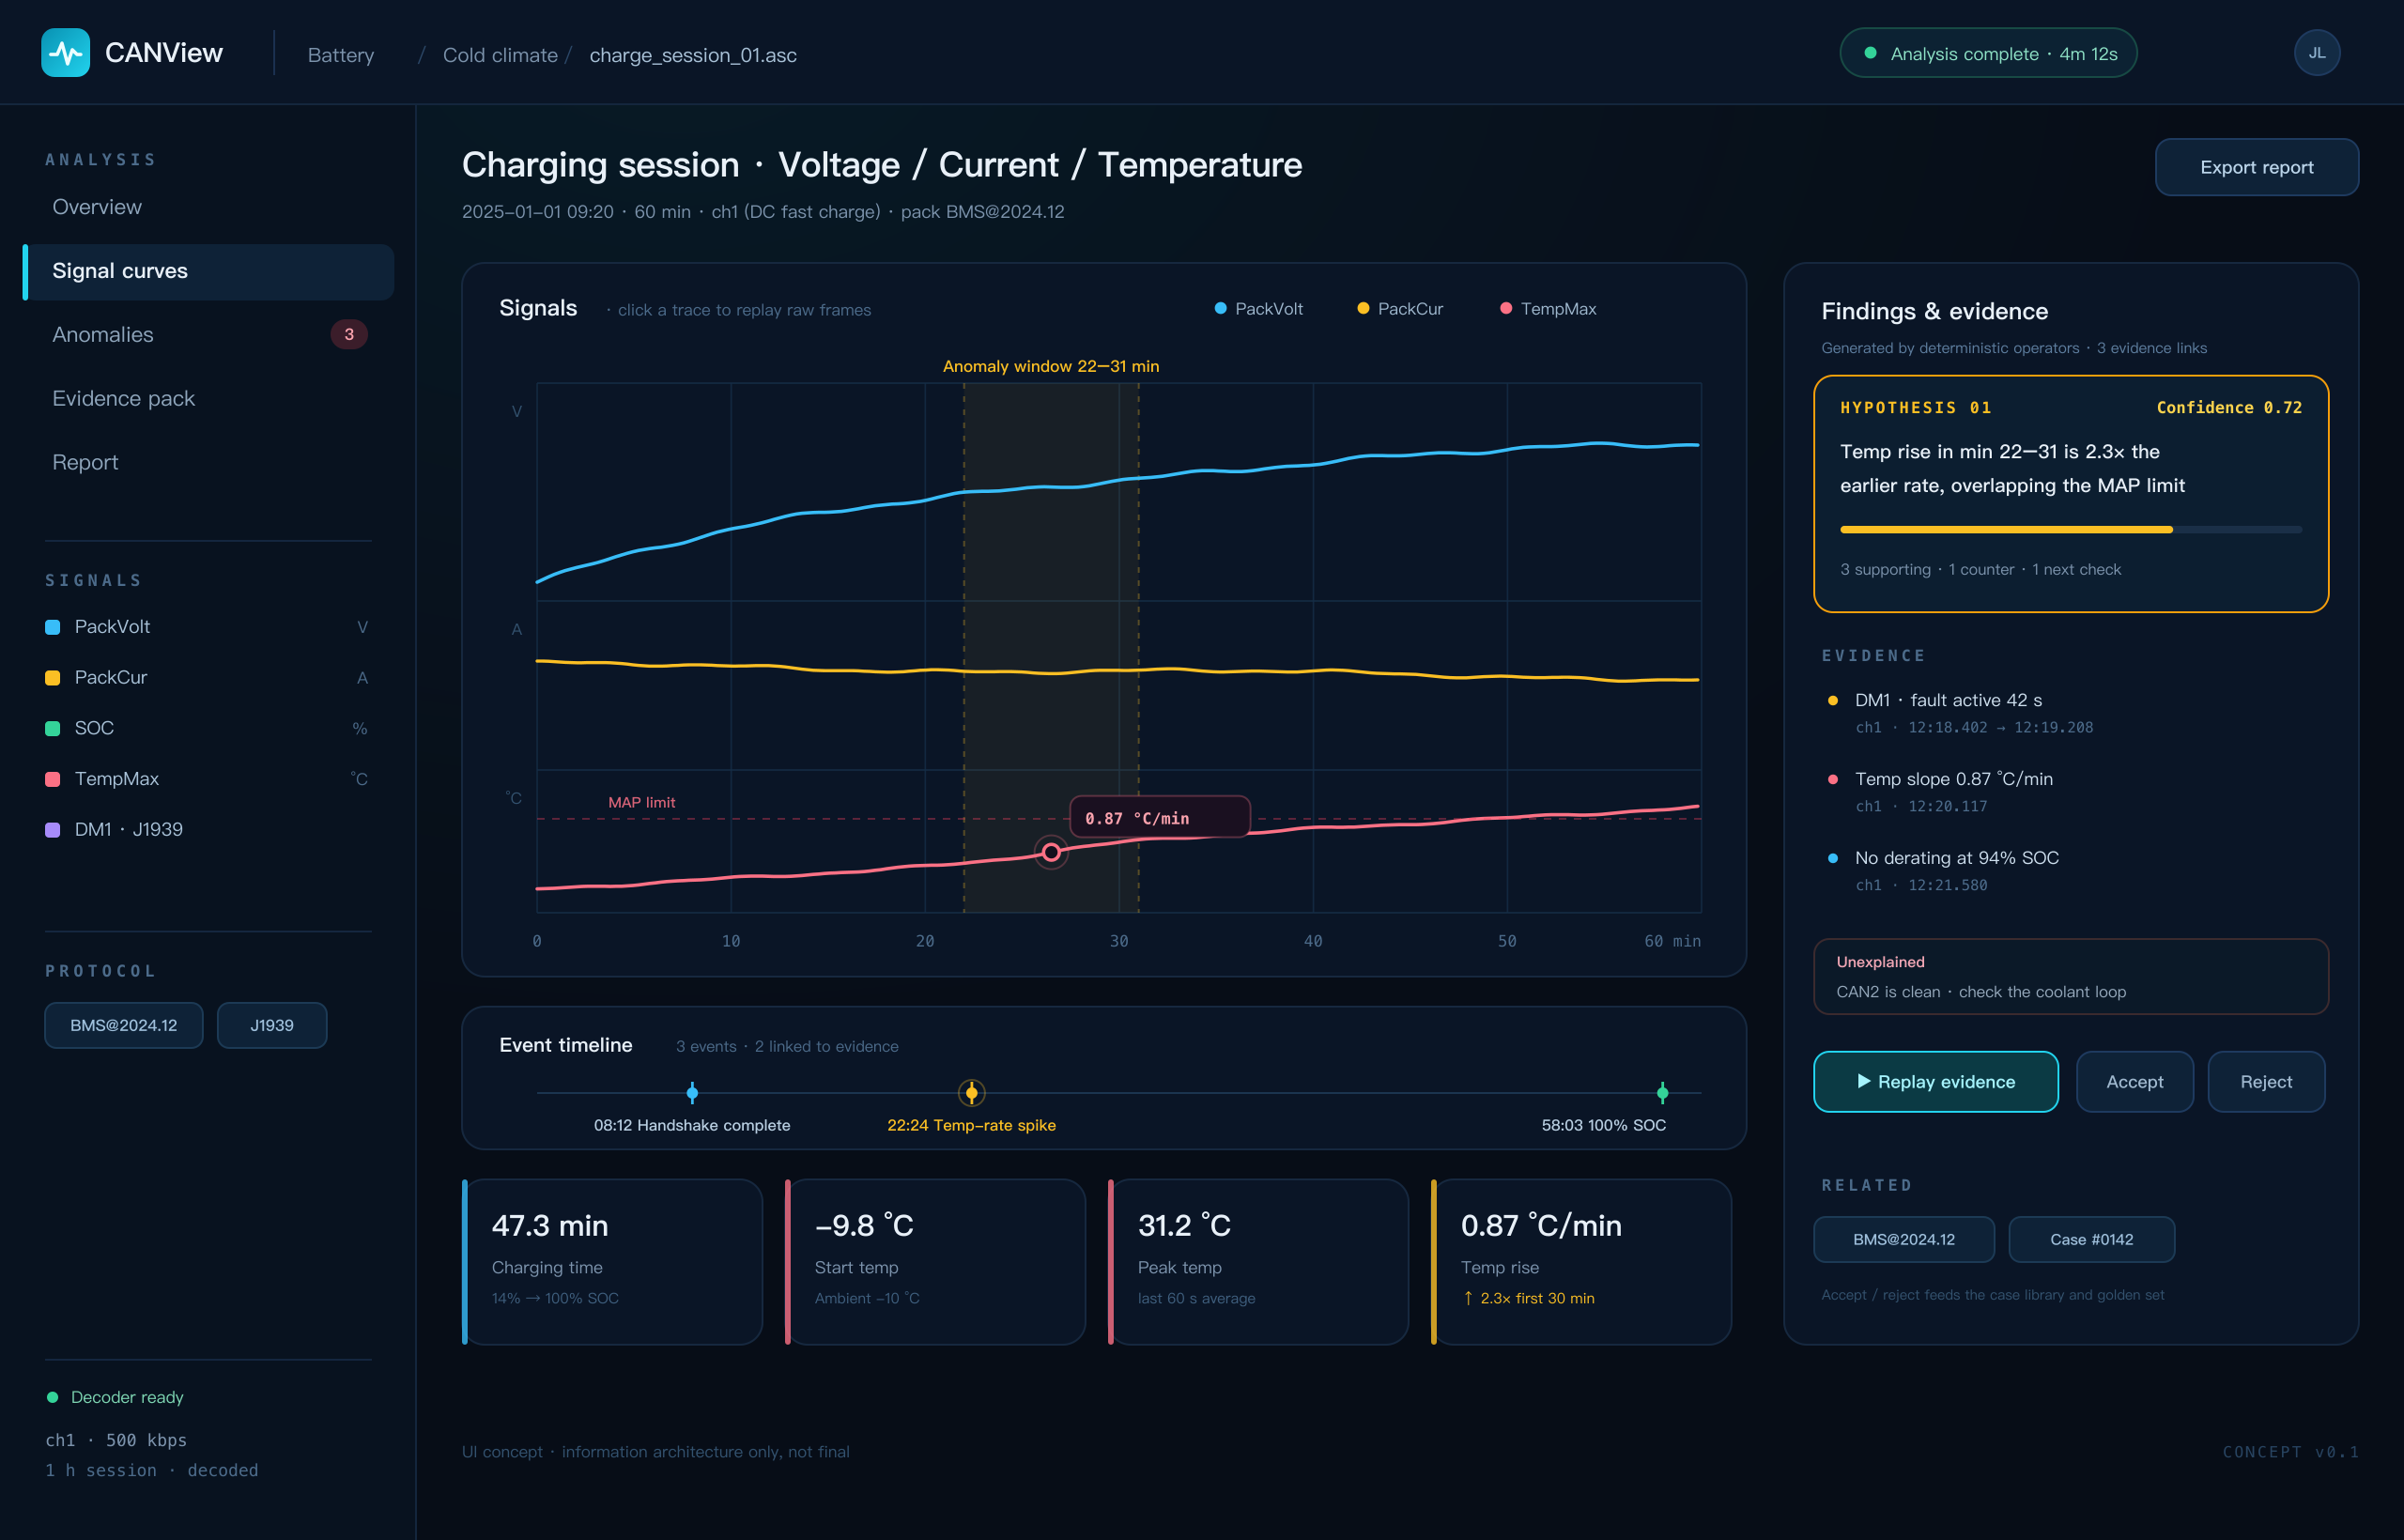 CANView
Battery / Cold climate / charge_session_01.asc
Analysis complete · 4m 12s
JL
ANALYSIS
Overview
Signal curves
Anomalies 3
Evidence pack
Report
SIGNALS
PackVolt V
PackCur A
SOC %
TempMax °C
DM1 · J1939
PROTOCOL
BMS@2024.12 J1939
Decoder ready
ch1 · 500 kbps
1 h session · decoded
Charging session · Voltage / Current / Temperature
2025–01–01 09:20 · 60 min · ch1 (DC fast charge) · pack BMS@2024.12
Export report
Signals · click a trace to replay raw frames
PackVolt PackCur TempMax
Anomaly window 22—31 min
V
A
°C
MAP limit
0.87 °C/min
0 10 20 30 40 50 60 min
Event timeline 3 events · 2 linked to evidence
08:12 Handshake complete
22:24 Temp–rate spike
58:03 100% SOC
47.3 min
Charging time
14% → 100% SOC
–9.8 °C
Start temp
Ambient –10 °C
31.2 °C
Peak temp
last 60 s average
0.87 °C/min
Temp rise
↑ 2.3× first 30 min
Findings & evidence
Generated by deterministic operators · 3 evidence links
HYPOTHESIS 01 Confidence 0.72
Temp rise in min 22—31 is 2.3× the
earlier rate, overlapping the MAP limit
3 supporting · 1 counter · 1 next check
EVIDENCE
DM1 · fault active 42 s
ch1 · 12:18.402 → 12:19.208
Temp slope 0.87 °C/min
ch1 · 12:20.117
No derating at 94% SOC
ch1 · 12:21.580
Unexplained
CAN2 is clean · check the coolant loop
▶ Replay evidence Accept Reject
RELATED
BMS@2024.12 Case #0142
Accept / reject feeds the case library and golden set
UI concept · information architecture only, not final
CONCEPT v0.1